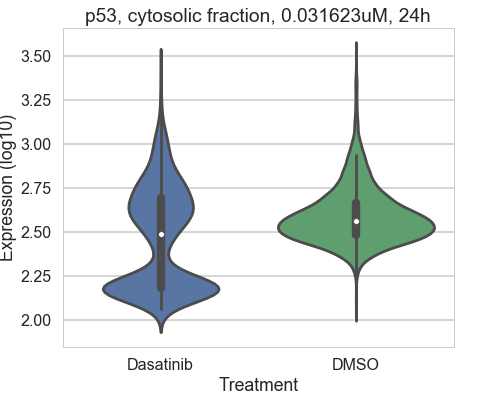 p53, cytosolic fraction, 0.031623uM, 24h
Expression (log10)
3.50
3.25
3.00
2.75
2.50
2.25
2.00
Dasatinib
DMSO
Treatment